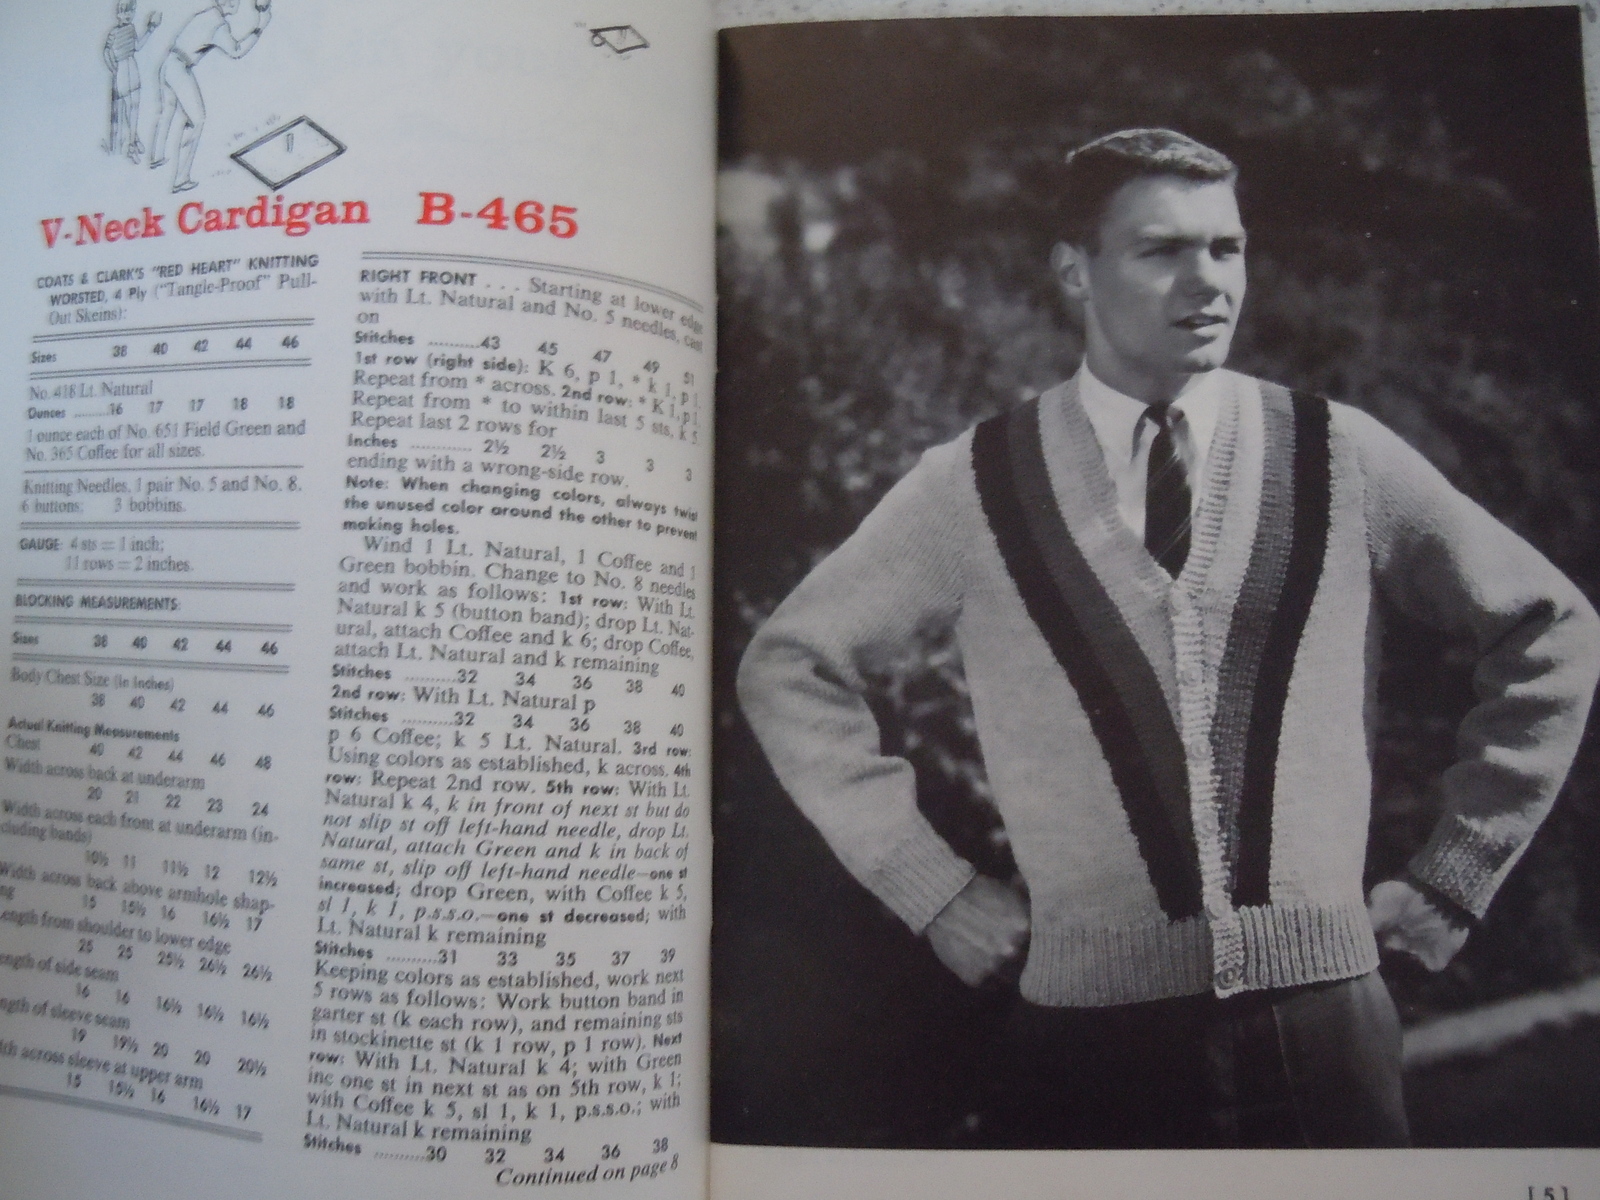 V-Neck Cardigan B-465
COATS & CLARK'S "RED HEART" KNITTING
WORSTED, 4 Ply ("Tangle-Proof" Pull-
Out Skeins):
Sizes 38 40 42 44 46
No. 418 Lt. Natural
Ounces ........16 17 17 18 18
1 ounce each of No. 651 Field Green and
No. 365 Coffee for all sizes.
Knitting Needles, 1 pair No. 5 and No. 8.
6 buttons. 3 bobbins.
GAUGE: 4 sts = 1 inch;
11 rows = 2 inches.
BLOCKING MEASUREMENTS:
Sizes 38 40 42 44 46
Body Chest Size (In Inches)
38 40 42 44 46
Actual Knitting Measurements
Chest 40 42 44 46 48
Width across back at underarm
20 21 22 23 24
Width across each front at underarm (in-
cluding bands)
10½ 11 11½ 12 12½
Width across back above armhole shap-
ng
15 15½ 16 16½ 17
ength from shoulder to lower edge
25 25 25½ 26½ 26½
ength of side seam
16 16 16½ 16½ 16½
ngth of sleeve seam
19 19½ 20 20 20½
th across sleeve at upper arm
15 15½ 16 16½ 17
RIGHT FRONT . . . Starting at lower edge
with Lt. Natural and No. 5 needles, cast
on
Stitches ..........43 45 47 49 51
1st row (right side): K 6, p 1, * k 1, p 1.
Repeat from * across. 2nd row: * K 1, p 1.
Repeat from * to within last 5 sts, k 5.
Repeat last 2 rows for
Inches ........... 2½ 2½ 3 3 3
ending with a wrong-side row.
Note: When changing colors, always twist
the unused color around the other to prevent
making holes.
Wind 1 Lt. Natural, 1 Coffee and 1
Green bobbin. Change to No. 8 needles
and work as follows: 1st row: With Lt.
Natural k 5 (button band); drop Lt. Nat-
ural, attach Coffee and k 6; drop Coffee,
attach Lt. Natural and k remaining
Stitches ..........32 34 36 38 40
2nd row: With Lt. Natural p
Stitches ..........32 34 36 38 40
p 6 Coffee; k 5 Lt. Natural. 3rd row:
Using colors as established, k across. 4th
row: Repeat 2nd row. 5th row: With Lt.
Natural k 4, k in front of next st but do
not slip st off left-hand needle, drop Lt.
Natural, attach Green and k in back of
same st, slip off left-hand needle—one st
increased; drop Green, with Coffee k 5,
sl 1, k 1, p.s.s.o.—one st decreased; with
Lt. Natural k remaining
Stitches ..........31 33 35 37 39
Keeping colors as established, work next
5 rows as follows: Work button band in
garter st (k each row), and remaining sts
in stockinette st (k 1 row, p 1 row). Next
row: With Lt. Natural k 4; with Green
inc one st in next st as on 5th row, k 1;
with Coffee k 5, sl 1, k 1, p.s.s.o.; with
Lt. Natural k remaining
Stitches ..........30 32 34 36 38
Continued on page 8
[ 5 ]